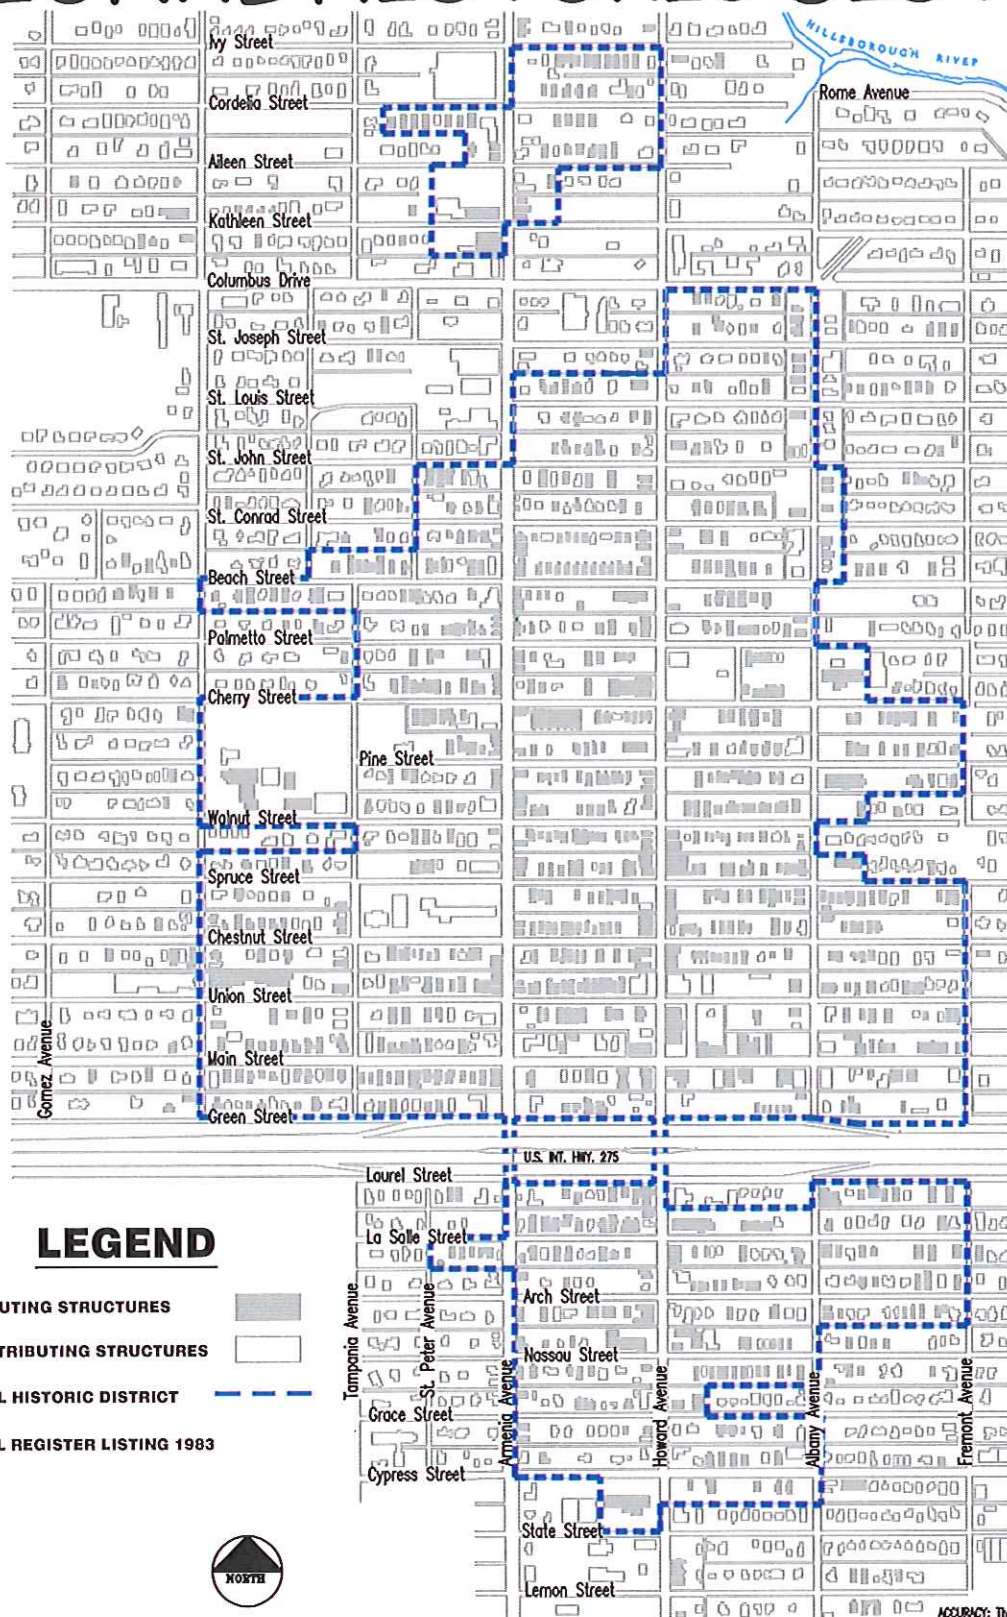 HILLSBOROUGH RIVER
Ivy Street
Rome Avenue
Cordelia Street
Aileen Street
Kathleen Street
Columbus Drive
St. Joseph Street
St. Louis Street
St. John Street
St. Conrad Street
Beach Street
Palmetto Street
Cherry Street
Pine Street
Walnut Street
Spruce Street
Chestnut Street
Union Street
Gomez Avenue
Main Street
Green Street
U.S. INT. HWY. 275
Laurel Street
La Salle Street
Arch Street
Nassau Street
Tampania Avenue
St. Peter Avenue
Armenia Avenue
Howard Avenue
Albany Avenue
Fremont Avenue
Grace Street
Cypress Street
State Street
Lemon Street
LEGEND
UTING STRUCTURES
TRIBUTING STRUCTURES
L HISTORIC DISTRICT
L REGISTER LISTING 1983
NORTH
ACCURACY: